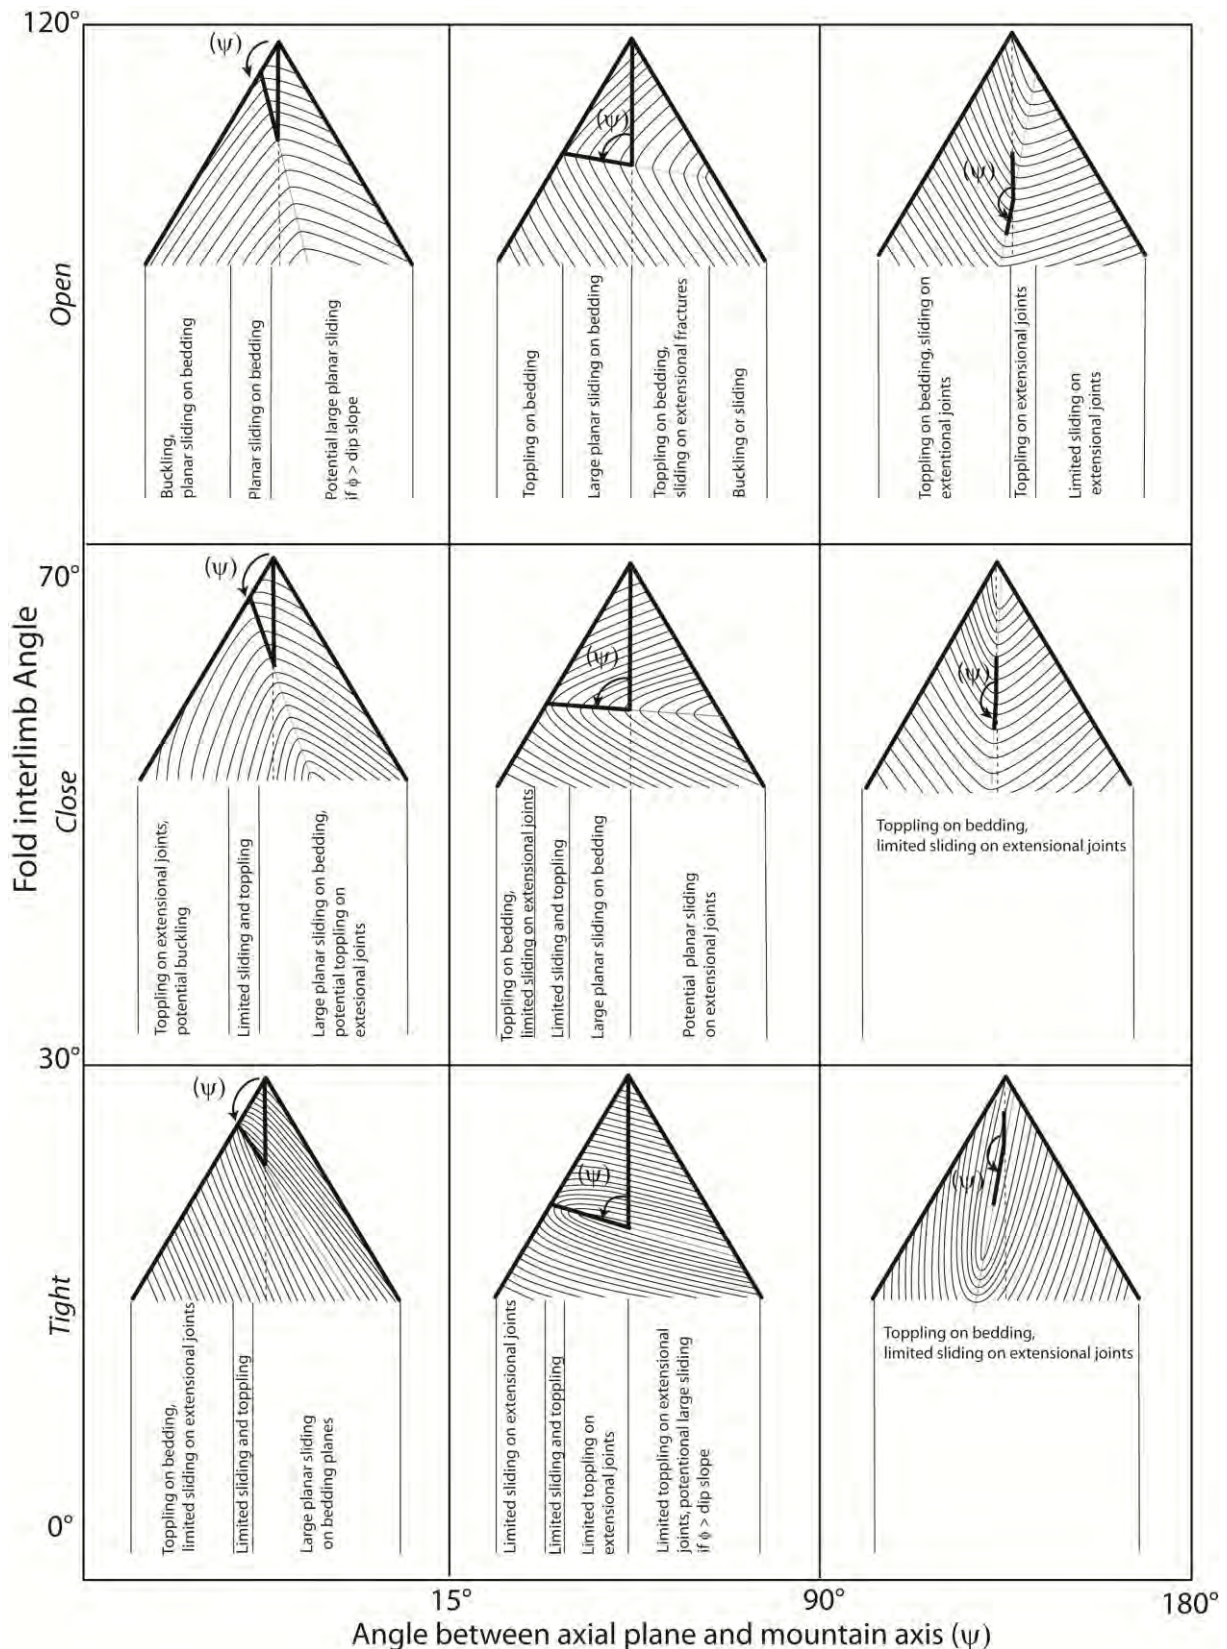 120°
(ψ)
(ψ)
(ψ)
Open
Buckling,
planar sliding on bedding
Planar sliding on bedding
Potential large planar sliding
if ϕ > dip slope
Toppling on bedding
Large planar sliding on bedding
Toppling on bedding,
sliding on extensional fractures
Buckling or sliding
Toppling on bedding, sliding on
extentional joints
Toppling on extensional joints
Limited sliding on
extensional joints
70°
(ψ)
(ψ)
(ψ)
Fold interlimb Angle
Close
Toppling on extensional joints,
potential buckling
Limited sliding and toppling
Large planar sliding on bedding,
potential toppling on
extesional joints
Toppling on bedding,
limited sliding on extensional joints
Limited sliding and toppling
Large planar sliding on bedding
Potential planar sliding
on extensional joints
Toppling on bedding,
limited sliding on extensional joints
30°
(ψ)
(ψ)
(ψ)
Tight
Toppling on bedding,
limited sliding on extensional joints
Limited sliding and toppling
Large planar sliding
on bedding planes
Limited sliding on extensional joints
Limited sliding and toppling
Limited toppling on
extensional joints
Limited toppling on extensional
joints, potentional large sliding
if ϕ > dip slope
Toppling on bedding,
limited sliding on extensional joints
0°
15°
90°
180°
Angle between axial plane and mountain axis (ψ)